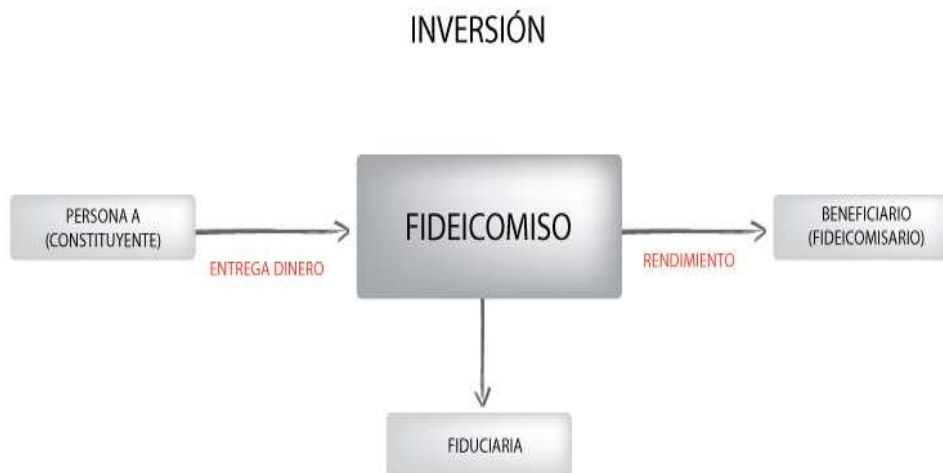 INVERSIÓN
PERSONA A
(CONSTITUYENTE)
ENTREGA DINERO
FIDEICOMISO
RENDIMIENTO
BENEFICIARIO
(FIDEICOMISARIO)
FIDUCIARIA